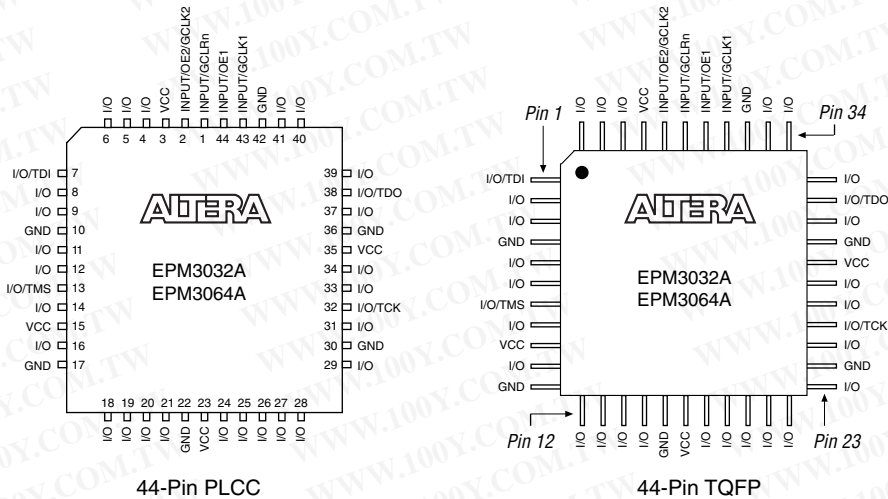 I/O
I/O
I/O
VCC
INPUT/OE2/GCLK2
INPUT/GCLRn
INPUT/OE1
INPUT/GCLK1
GND
I/O
I/O
6 5 4 3 2 1 44 43 42 41 40
I/O/TDI 7
I/O 8
I/O 9
GND 10
I/O 11
I/O 12
I/O/TMS 13
I/O 14
VCC 15
I/O 16
GND 17
ALTERA
EPM3032A
EPM3064A
39 I/O
38 I/O/TDO
37 I/O
36 GND
35 VCC
34 I/O
33 I/O
32 I/O/TCK
31 I/O
30 GND
29 I/O
18 19 20 21 22 23 24 25 26 27 28
I/O
I/O
I/O
I/O
GND
VCC
I/O
I/O
I/O
I/O
I/O
44-Pin PLCC
I/O
I/O
I/O
VCC
INPUT/OE2/GCLK2
INPUT/GCLRn
INPUT/OE1
INPUT/GCLK1
GND
I/O
I/O
Pin 1
Pin 34
I/O/TDI
I/O
I/O
GND
I/O
I/O
I/O/TMS
I/O
VCC
I/O
GND
ALTERA
EPM3032A
EPM3064A
I/O
I/O/TDO
I/O
GND
VCC
I/O
I/O
I/O/TCK
I/O
GND
I/O
Pin 12
Pin 23
I/O
I/O
I/O
I/O
GND
VCC
I/O
I/O
I/O
I/O
I/O
44-Pin TQFP
WWW.100Y.COM.TW